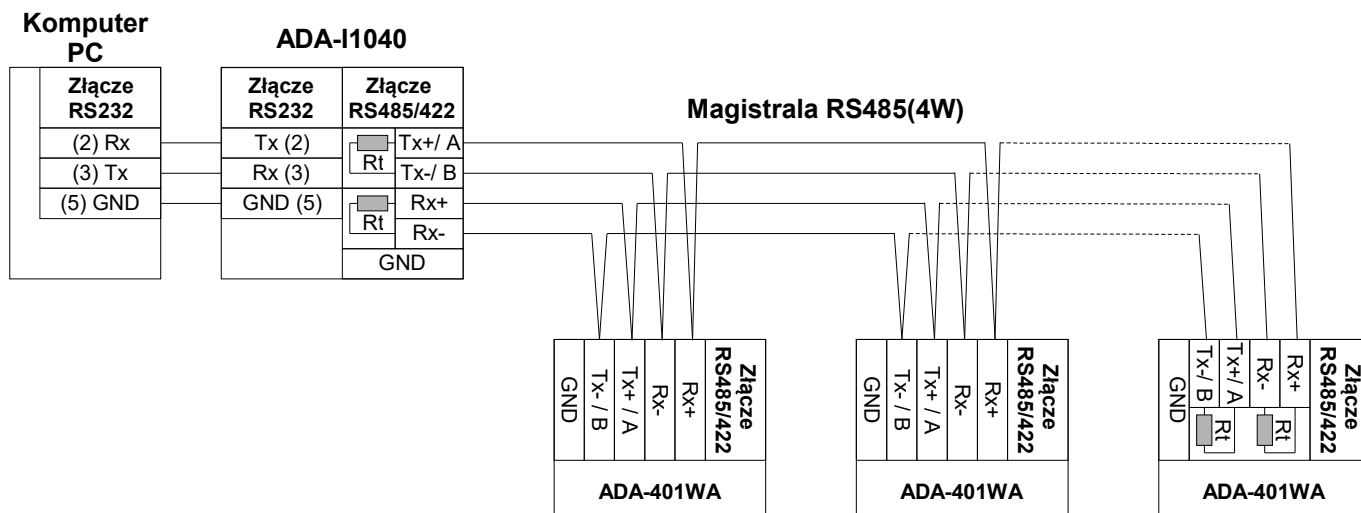 Komputer
PC
ADA-I1040
Złącze
RS232
(2) Rx
(3) Tx
(5) GND
Złącze
RS232
Tx (2)
Rx (3)
GND (5)
Złącze
RS485/422
Rt
Tx+/ A
Tx-/ B
Rt
Rx+
Rx-
GND
Magistrala RS485(4W)
GND
Tx- / B
Tx+ / A
Rx-
Rx+
Złącze
RS485/422
ADA-401WA
GND
Tx- / B
Tx+ / A
Rx-
Rx+
Złącze
RS485/422
ADA-401WA
GND
Tx-/ B
Tx+/ A
Rx-
Rx+
Rt
Rt
Złącze
RS485/422
ADA-401WA